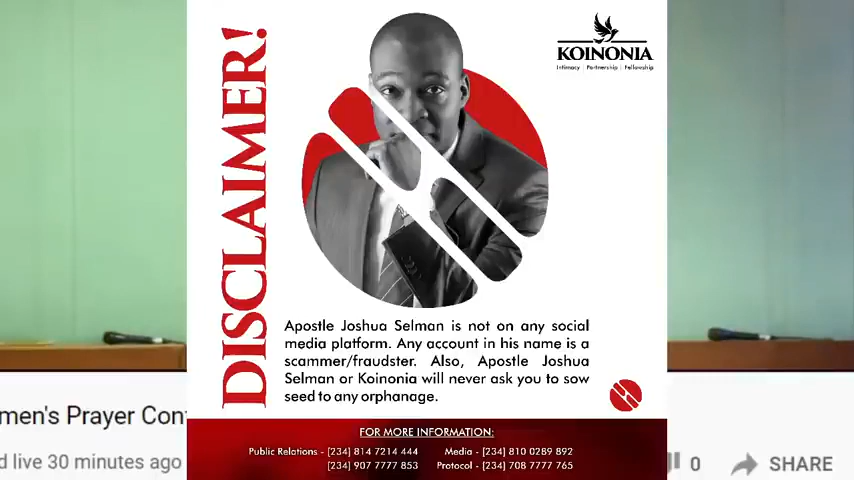 DISCLAIMER!
KOINONIA
Intimacy | Partnership | Fellowship
Apostle Joshua Selman is not on any social
media platform. Any account in his name is a
scammer/fraudster. Also, Apostle Joshua
Selman or Koinonia will never ask you to sow
seed to any orphanage.
FOR MORE INFORMATION:
Public Relations - [234] 814 7214 444
[234] 907 7777 853
Media - [234] 810 0289 892
Protocol - [234] 708 7777 765
men's Prayer Con
d live 30 minutes ago
0
SHARE